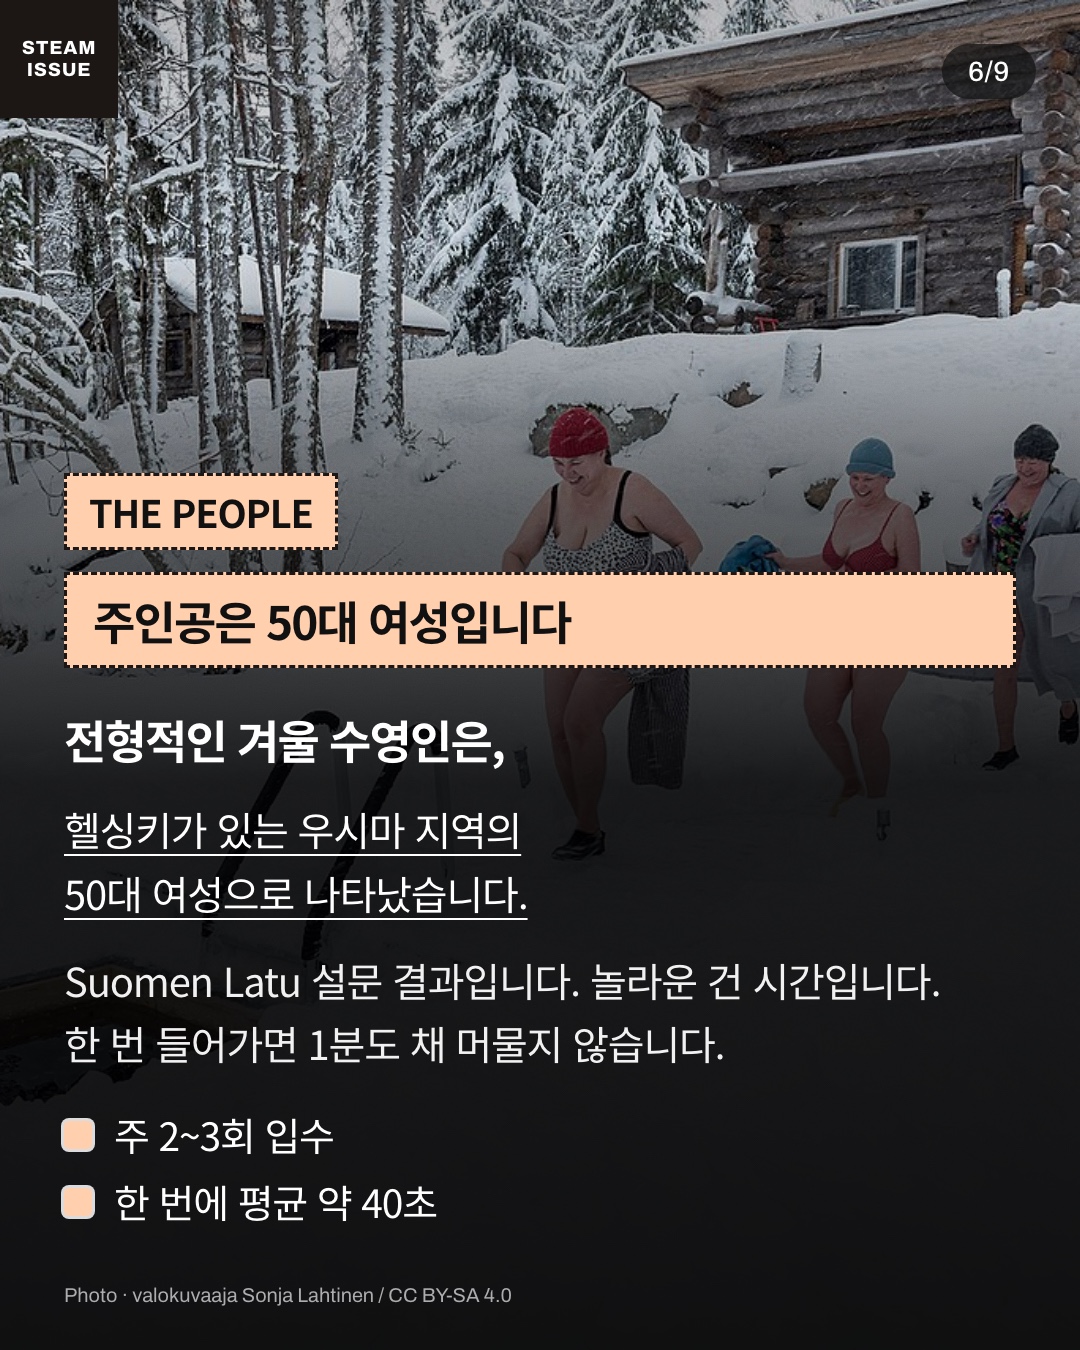 STEAM
ISSUE
6/9
THE PEOPLE
주인공은 50대 여성입니다
전형적인 겨울 수영인은,
헬싱키가 있는 우시마 지역의
50대 여성으로 나타났습니다.
Suomen Latu 설문 결과입니다. 놀라운 건 시간입니다.
한 번 들어가면 1분도 채 머물지 않습니다.
주 2~3회 입수
한 번에 평균 약 40초
Photo · valokuvaaja Sonja Lahtinen / CC BY-SA 4.0